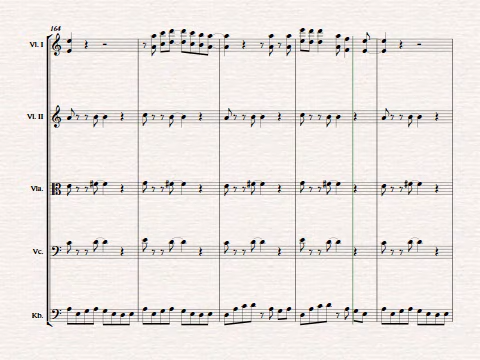 164
Vl. I
Vl. II
Vla.
Vc.
Kb.